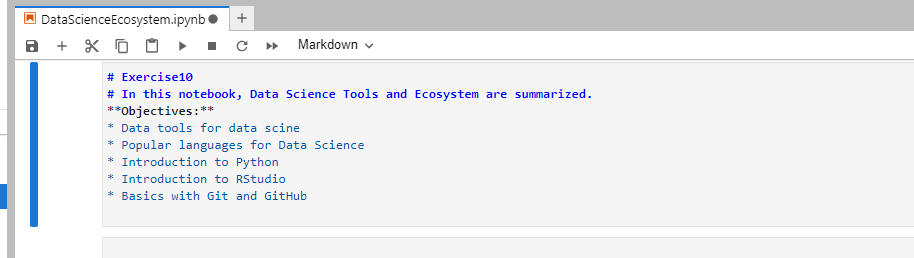 DataScienceEcosystem.ipynb
Markdown
# Exercise10
# In this notebook, Data Science Tools and Ecosystem are summarized.
**Objectives:**
* Data tools for data scine
* Popular languages for Data Science
* Introduction to Python
* Introduction to RStudio
* Basics with Git and GitHub